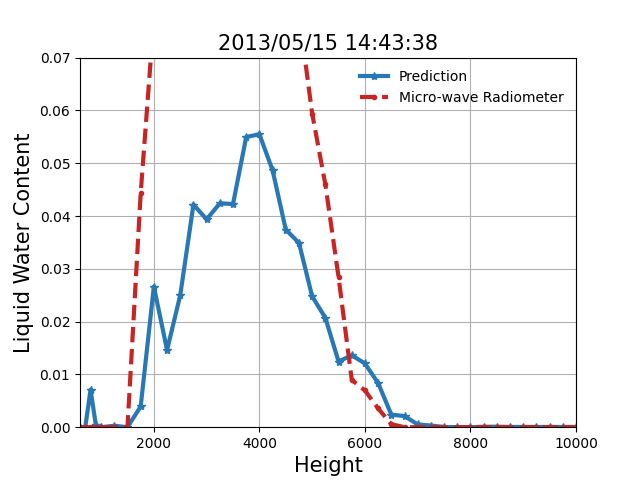 2013/05/15 14:43:38
0.07
0.06
0.05
0.04
0.03
0.02
0.01
0.00
Liquid Water Content
Prediction
Micro-wave Radiometer
2000 4000 6000 8000 10000
Height